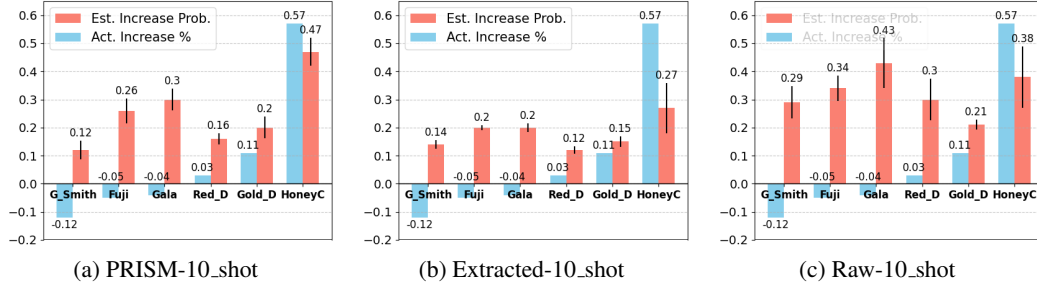 Est. Increase Prob.
Act. Increase %
0.6
0.5
0.4
0.3
0.2
0.1
0.0
−0.1
−0.2
0.12
0.26
0.3
0.16
0.2
0.57
0.47
-0.12
-0.05
-0.04
0.03
0.11
G_Smith
Fuji
Gala
Red_D
Gold_D
HoneyC
(a) PRISM-10_shot
Est. Increase Prob.
Act. Increase %
0.6
0.5
0.4
0.3
0.2
0.1
0.0
−0.1
−0.2
0.14
0.2
0.2
0.12
0.15
0.57
0.27
-0.12
-0.05
-0.04
0.03
0.11
G_Smith
Fuji
Gala
Red_D
Gold_D
HoneyC
(b) Extracted-10_shot
Est. Increase Prob.
Act. Increase %
0.6
0.5
0.4
0.3
0.2
0.1
0.0
−0.1
−0.2
0.29
0.34
0.43
0.3
0.21
0.57
0.38
-0.12
-0.05
-0.04
0.03
0.11
G_Smith
Fuji
Gala
Red_D
Gold_D
HoneyC
(c) Raw-10_shot